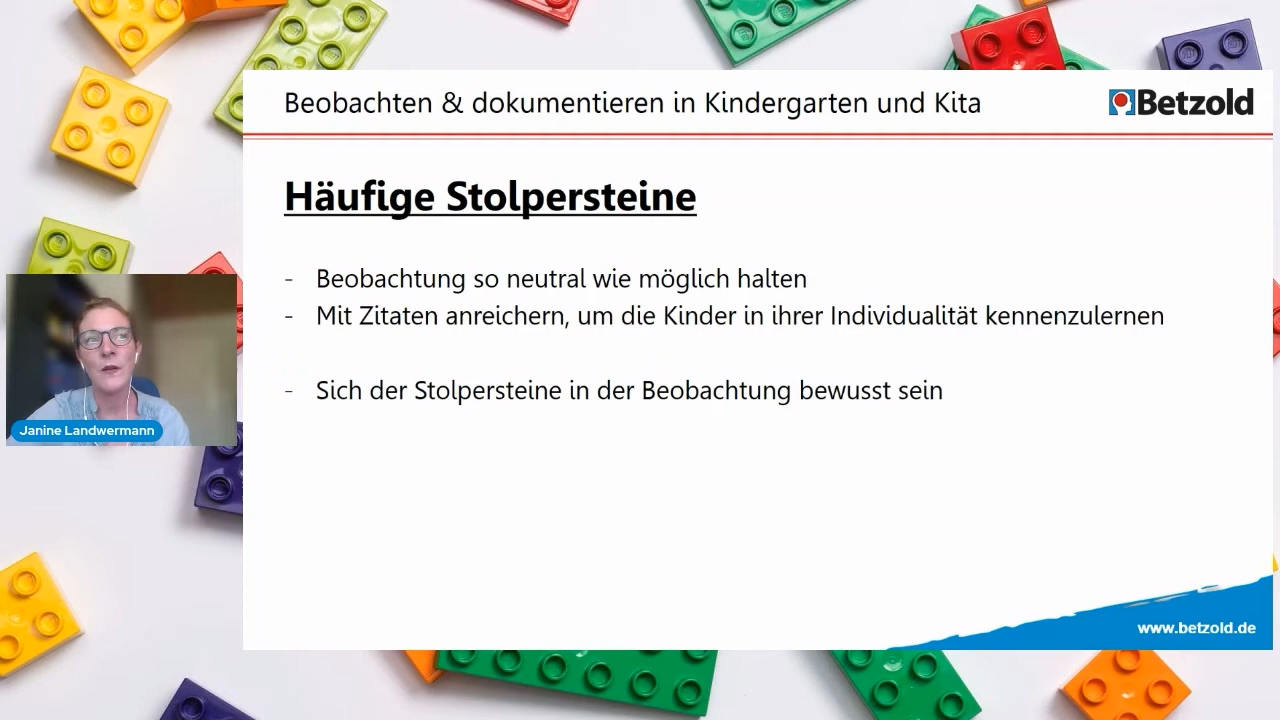 Beobachten & dokumentieren in Kindergarten und Kita
Betzold
Häufige Stolpersteine
- Beobachtung so neutral wie möglich halten
- Mit Zitaten anreichern, um die Kinder in ihrer Individualität kennenzulernen
- Sich der Stolpersteine in der Beobachtung bewusst sein
Janine Landwermann
www.betzold.de